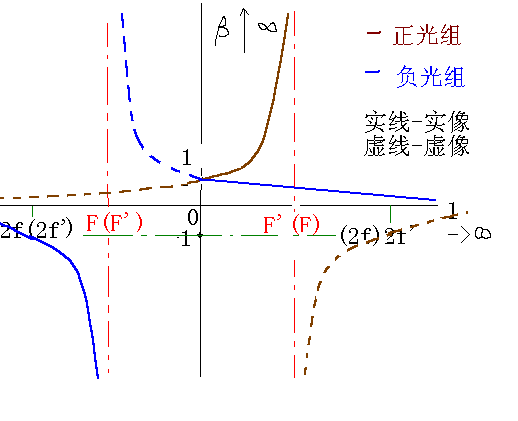 β ↑ ∞
正光组
负光组
实线-实像
虚线-虚像
1
F(F')
0
F'(F)
1
2f(2f')
-1
(2f)2f'
->∞